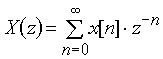 X(z) = ∑_{n=0}^{∞} x[n] · z^{-n}